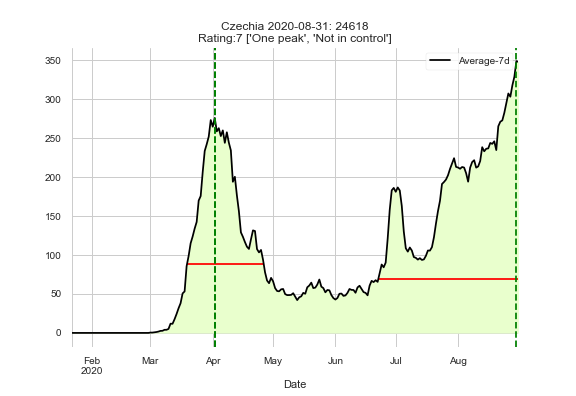 Czechia 2020-08-31: 24618
Rating:7 ['One peak', 'Not in control']
Average-7d
350
300
250
200
150
100
50
0
Feb Mar Apr May Jun Jul Aug
2020
Date